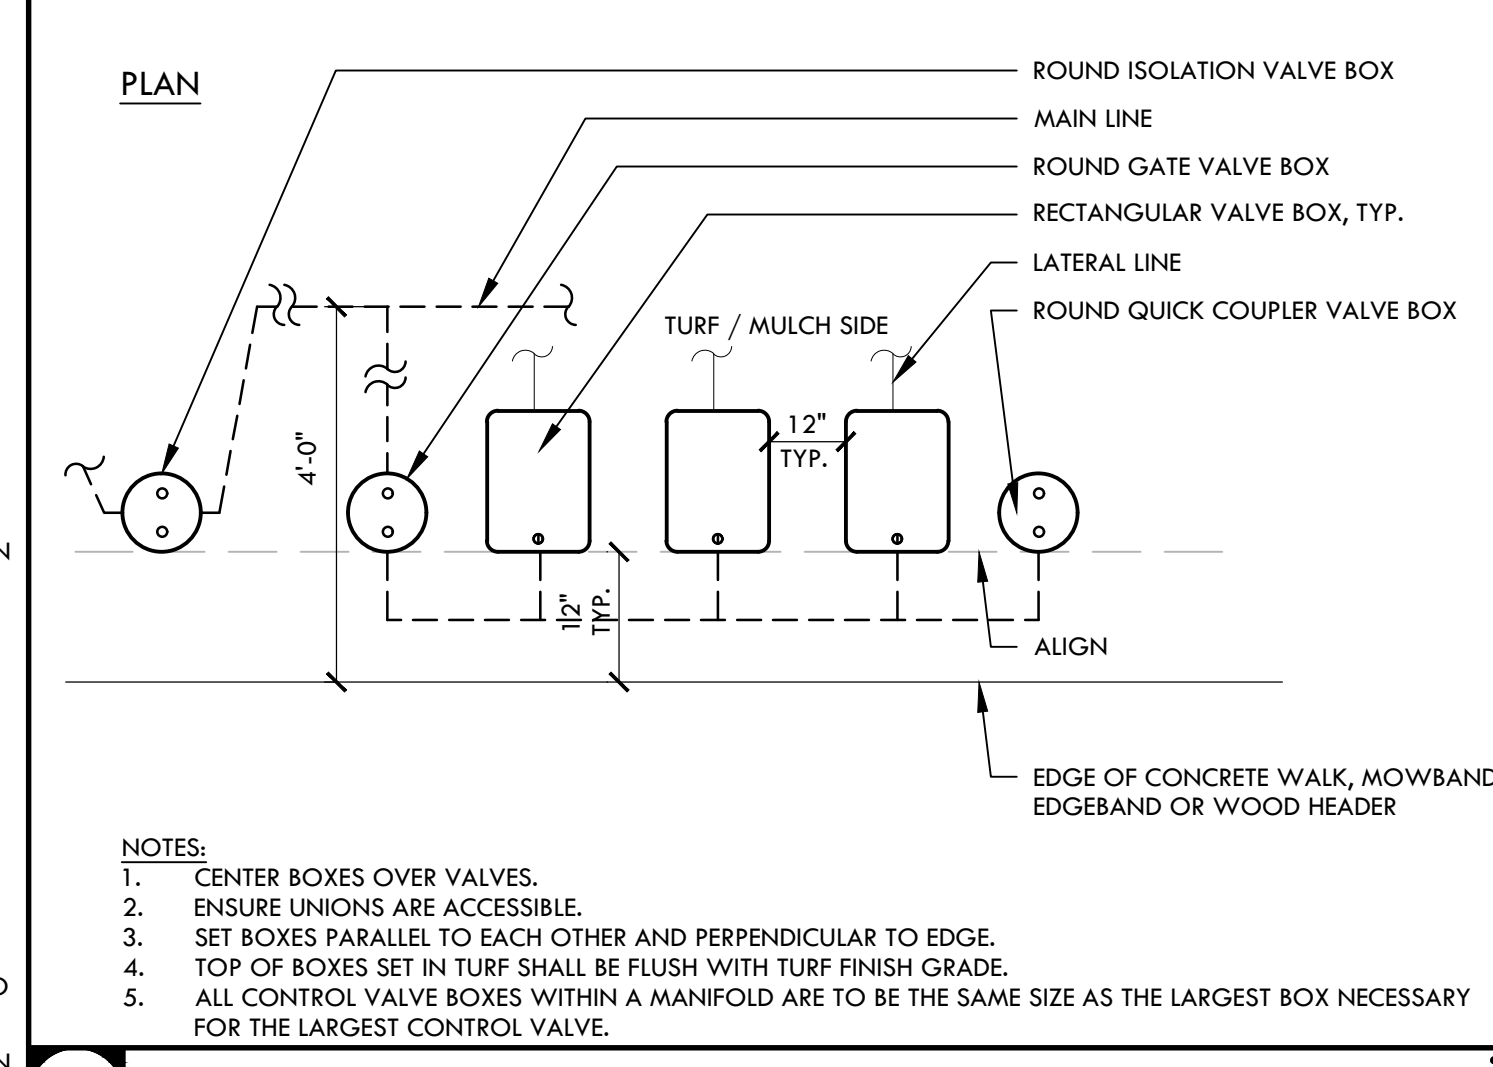 PLAN
ROUND ISOLATION VALVE BOX
MAIN LINE
ROUND GATE VALVE BOX
RECTANGULAR VALVE BOX, TYP.
LATERAL LINE
ROUND QUICK COUPLER VALVE BOX
TURF / MULCH SIDE
12"
TYP.
4'-0"
12"
TYP.
ALIGN
EDGE OF CONCRETE WALK, MOWBAND
EDGEBAND OR WOOD HEADER
NOTES:
1. CENTER BOXES OVER VALVES.
2. ENSURE UNIONS ARE ACCESSIBLE.
3. SET BOXES PARALLEL TO EACH OTHER AND PERPENDICULAR TO EDGE.
4. TOP OF BOXES SET IN TURF SHALL BE FLUSH WITH TURF FINISH GRADE.
5. ALL CONTROL VALVE BOXES WITHIN A MANIFOLD ARE TO BE THE SAME SIZE AS THE LARGEST BOX NECESSARY
FOR THE LARGEST CONTROL VALVE.